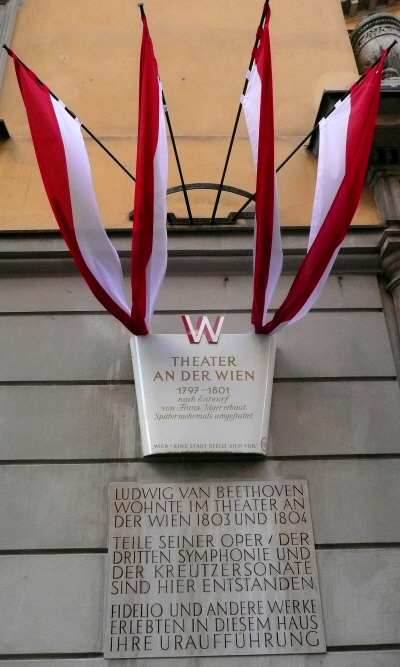 W
THEATER
AN DER WIEN
1797-1801
nach Entwurf
von Franz Jäger erbaut.
Später mehrmals umgestaltet
WIEN - EINE STADT STELLT SICH VOR
LUDWIG VAN BEETHOVEN
WOHNTE IM THEATER AN
DER WIEN 1803 UND 1804
TEILE SEINER OPER / DER
DRITTEN SYMPHONIE UND
DER KREUTZERSONATE
SIND HIER ENTSTANDEN
FIDELIO UND ANDERE WERKE
ERLEBTEN IN DIESEM HAUS
IHRE URAUFFÜHRUNG